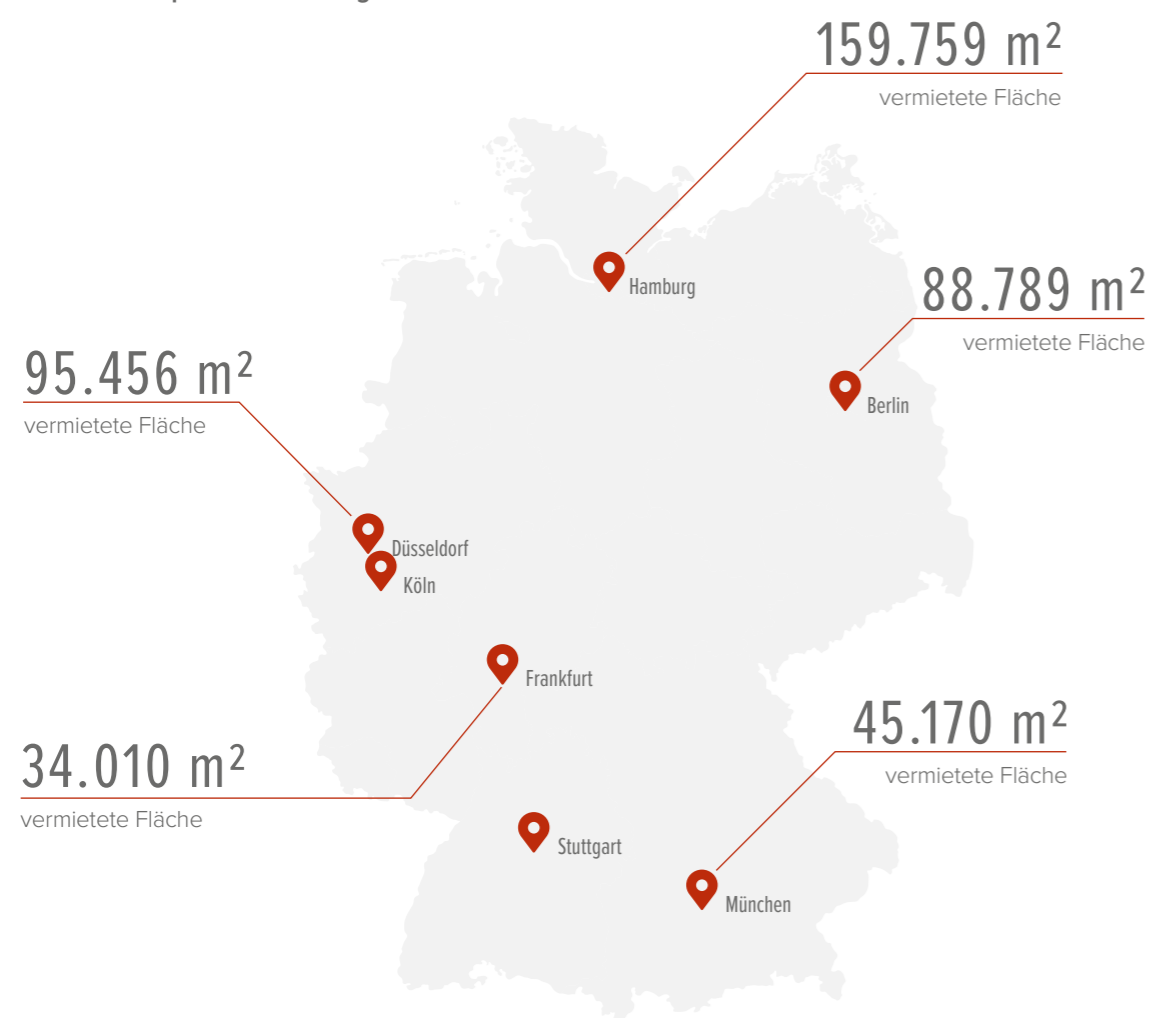 159.759 m²
vermietete Fläche
Hamburg
88.789 m²
vermietete Fläche
Berlin
95.456 m²
vermietete Fläche
Düsseldorf
Köln
Frankfurt
34.010 m²
vermietete Fläche
45.170 m²
vermietete Fläche
Stuttgart
München